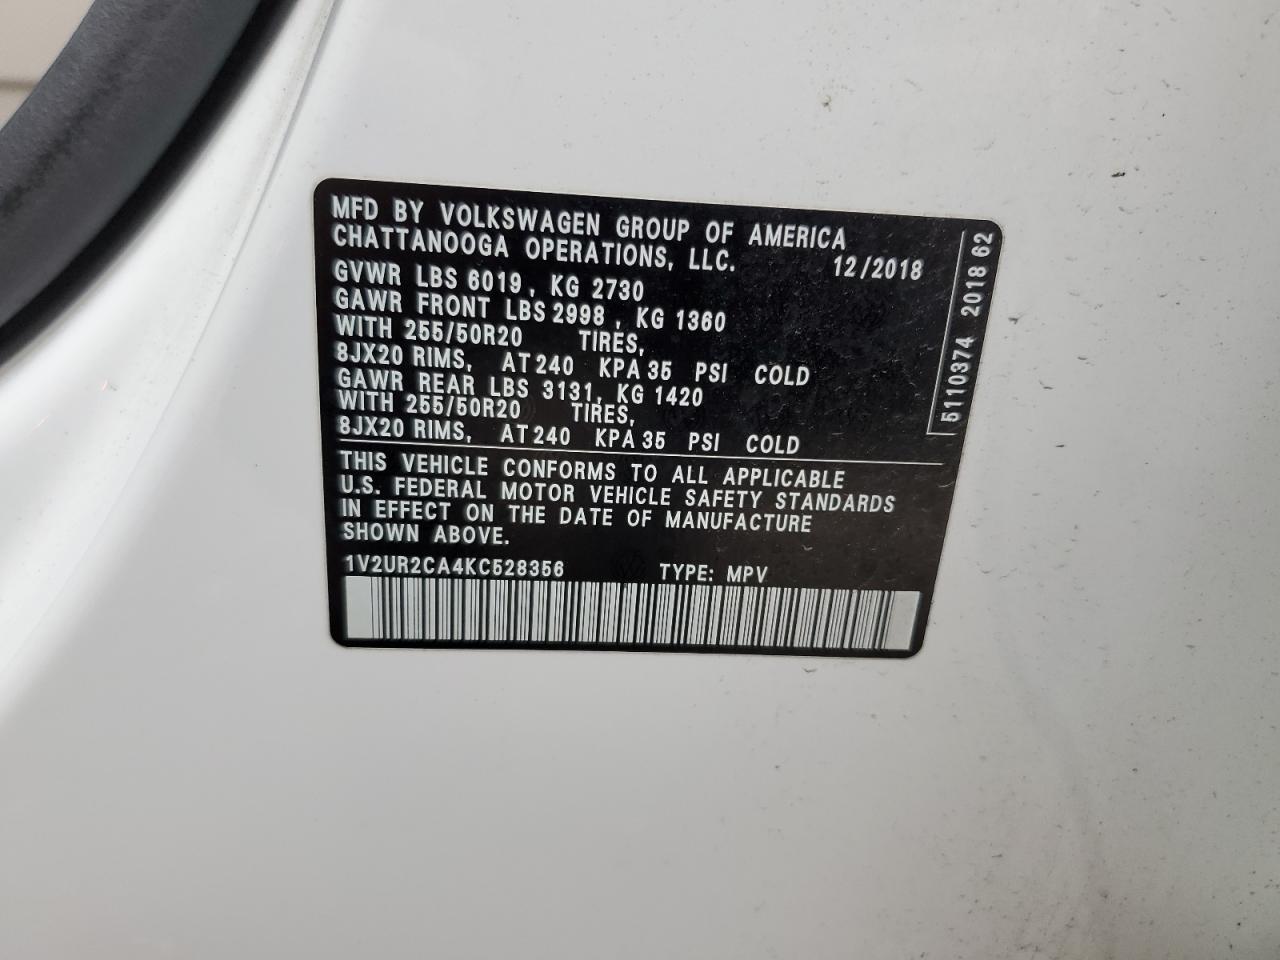 MFD BY VOLKSWAGEN GROUP OF AMERICA
CHATTANOOGA OPERATIONS, LLC. 12/2018
GVWR LBS 6019, KG 2730
GAWR FRONT LBS 2998, KG 1360
WITH 255/50R20 TIRES,
8JX20 RIMS, AT 240 KPA 35 PSI COLD
GAWR REAR LBS 3131, KG 1420
WITH 255/50R20 TIRES,
8JX20 RIMS, AT 240 KPA 35 PSI COLD
THIS VEHICLE CONFORMS TO ALL APPLICABLE
U.S. FEDERAL MOTOR VEHICLE SAFETY STANDARDS
IN EFFECT ON THE DATE OF MANUFACTURE
SHOWN ABOVE.
1V2UR2CA4KC528356 TYPE: MPV
5110374 2018 62